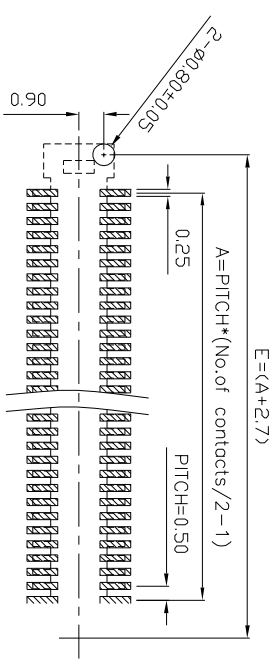 2-⌀0.80±0.05
0.90
0.25
A=PITCH*(No.of contacts/2-1)
E=(A+2.7)
PITCH=0.50